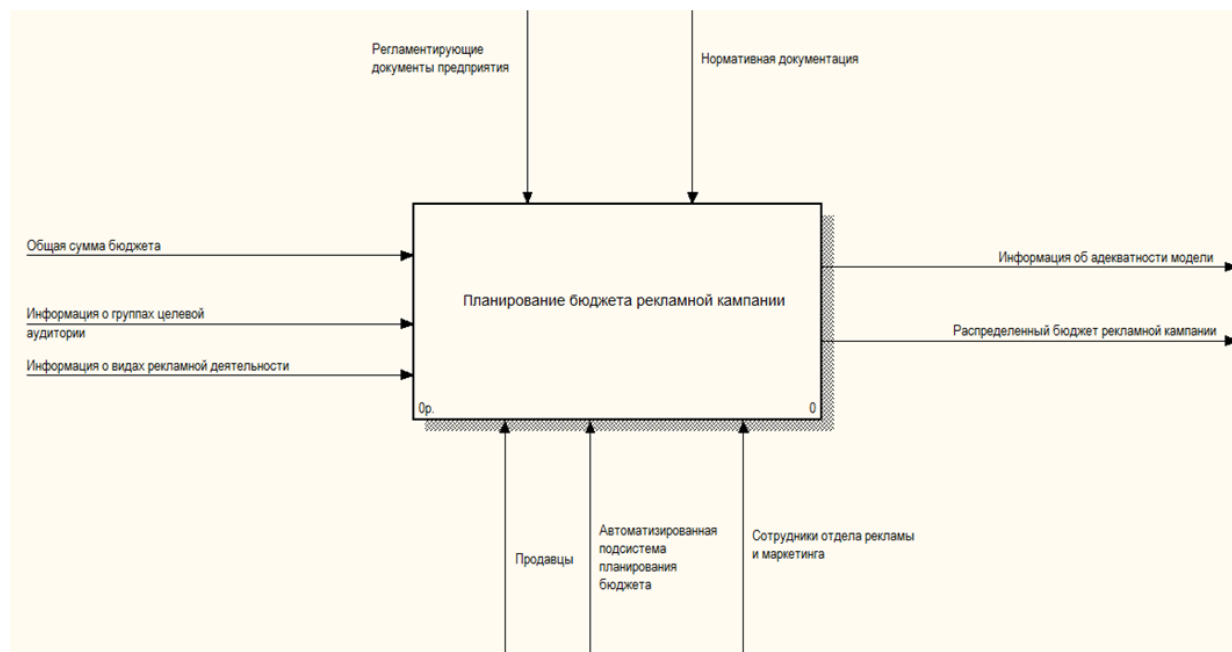 Регламентирующие
документы предприятия
Нормативная документация
Общая сумма бюджета
Информация о группах целевой
аудитории
Информация о видах рекламной деятельности
Планирование бюджета рекламной кампании
0р.
0
Информация об адекватности модели
Распределенный бюджет рекламной кампании
Продавцы
Автоматизированная
подсистема
планирования
бюджета
Сотрудники отдела рекламы
и маркетинга